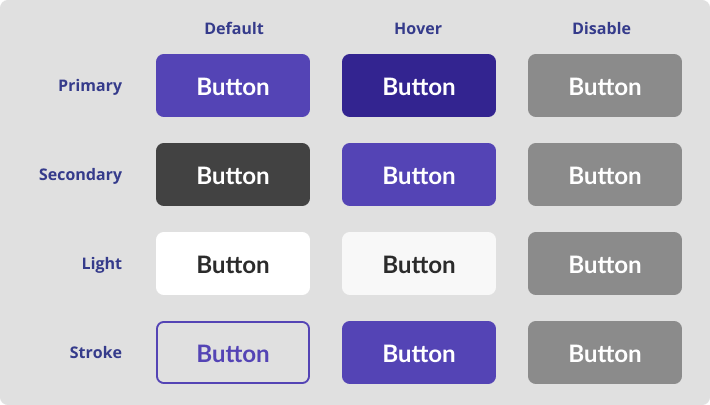 Default Hover Disable
Primary Button Button Button
Secondary Button Button Button
Light Button Button Button
Stroke Button Button Button